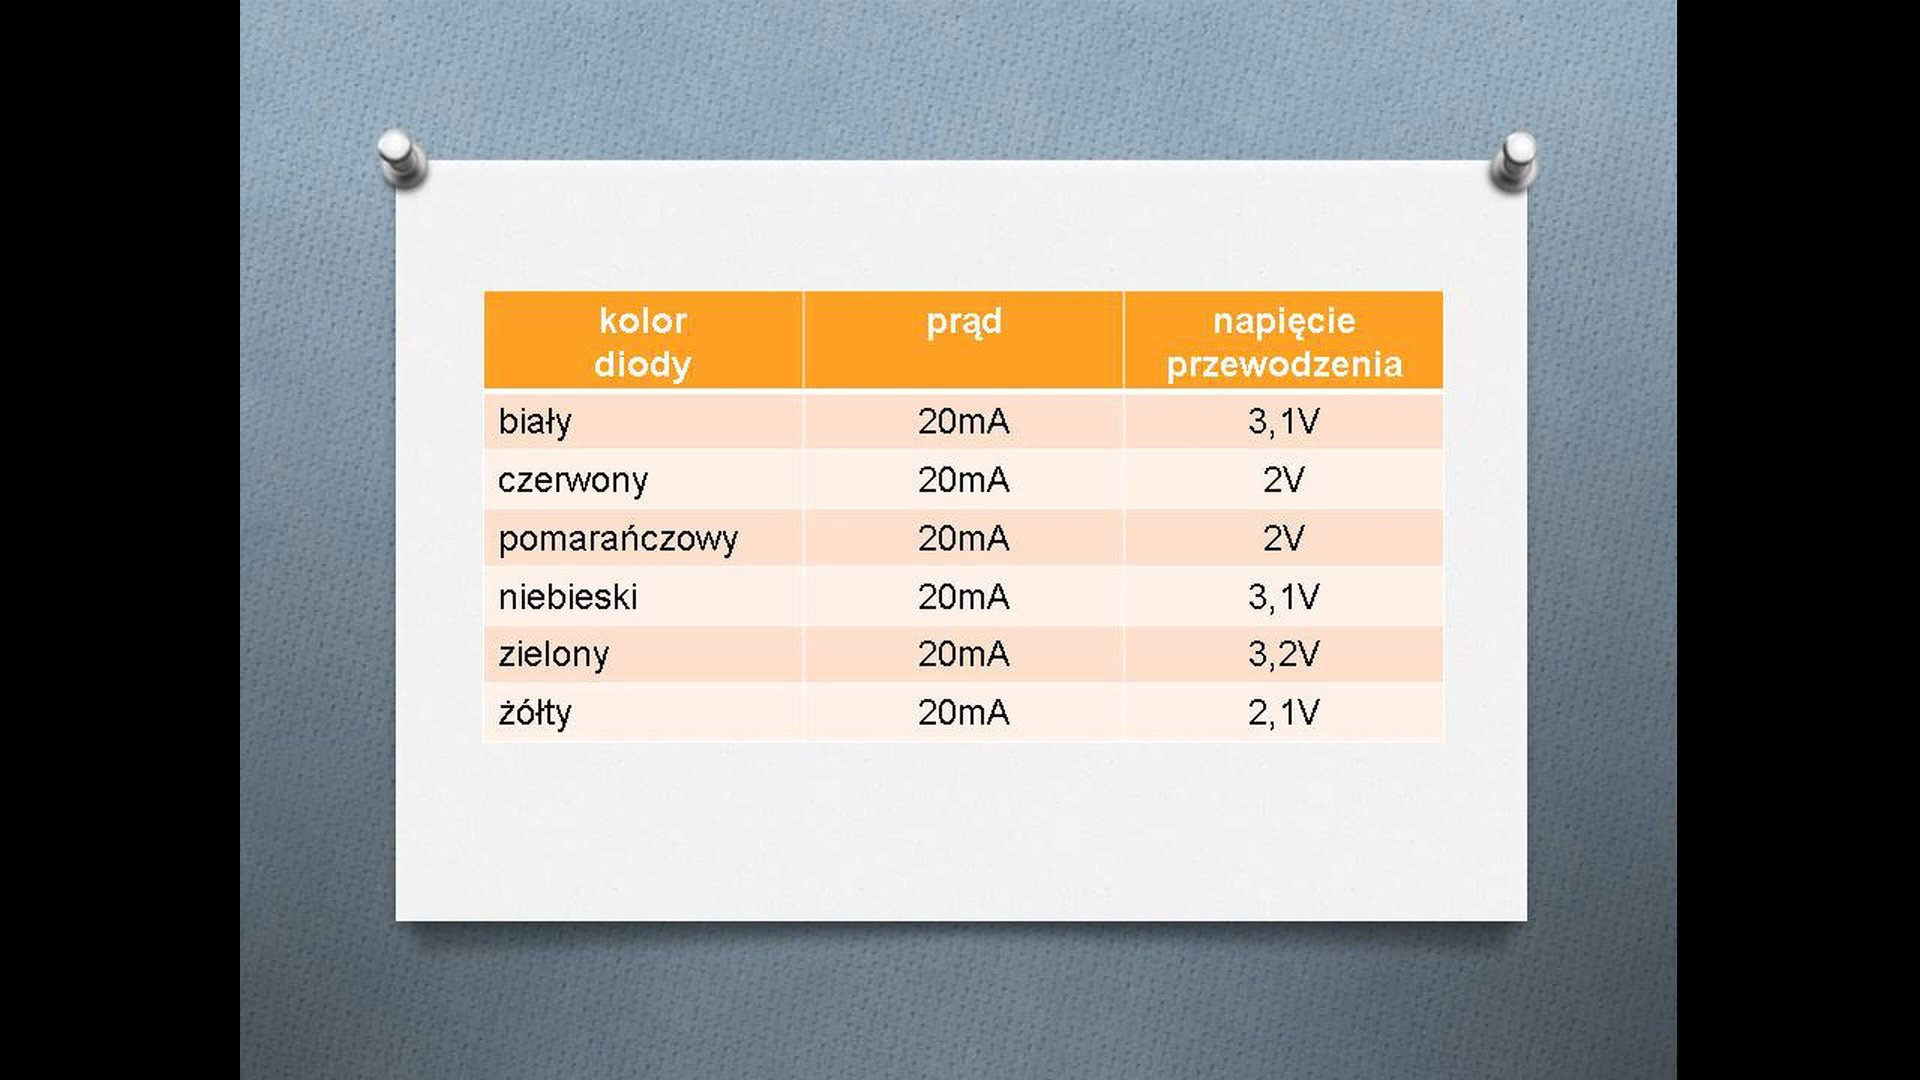 kolor diody prąd napięcie przewodzenia
biały 20mA 3,1V
czerwony 20mA 2V
pomarańczowy 20mA 2V
niebieski 20mA 3,1V
zielony 20mA 3,2V
żółty 20mA 2,1V